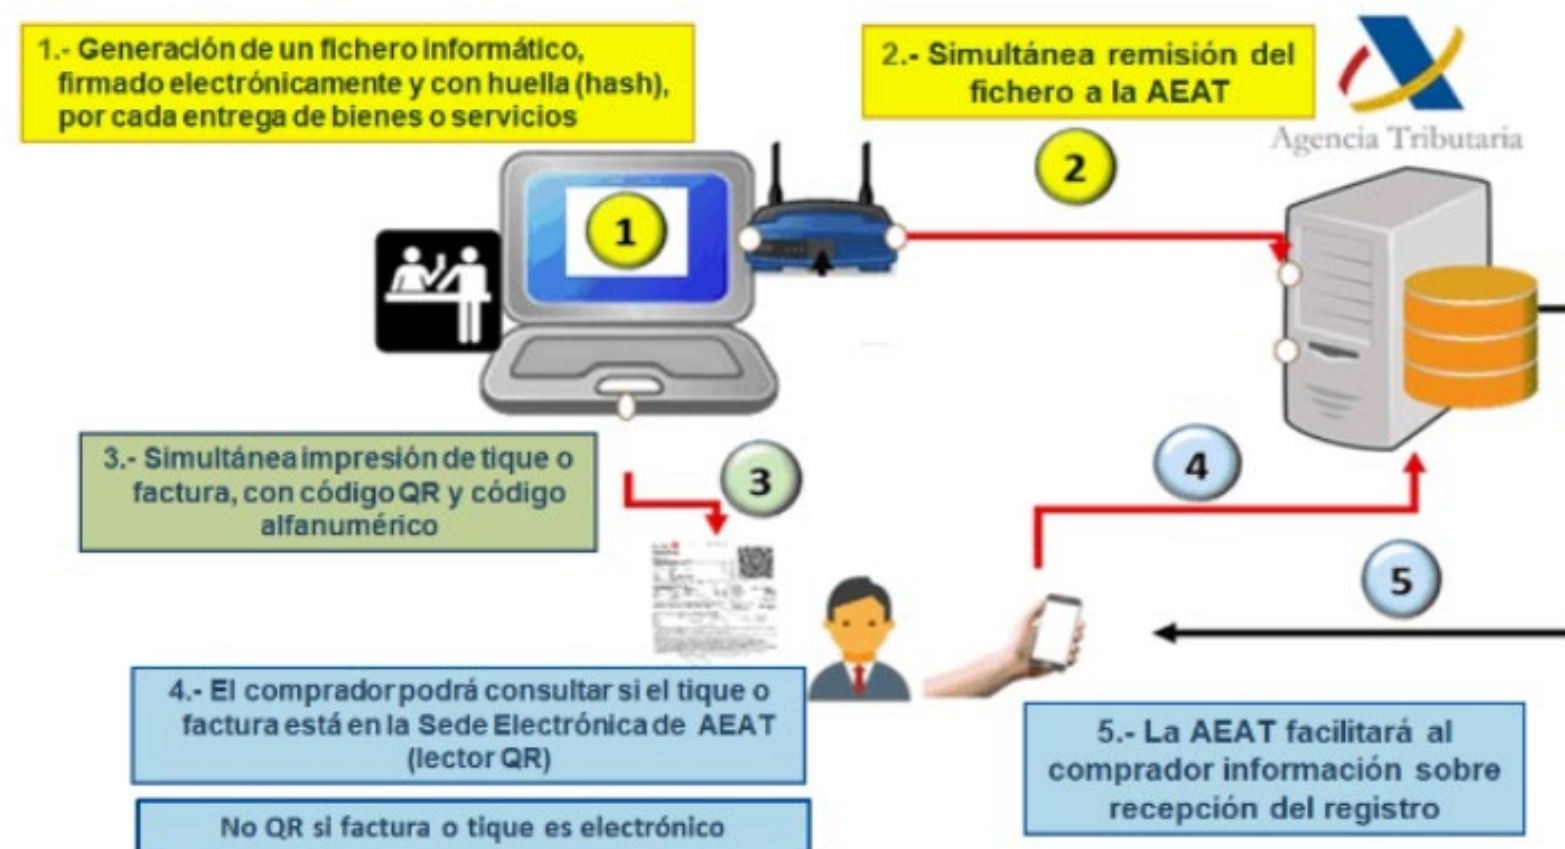 1.- Generación de un fichero informático,
firmado electrónicamente y con huella (hash),
por cada entrega de bienes o servicios
2.- Simultánea remisión del
fichero a la AEAT
Agencia Tributaria
2
1
3.- Simultánea impresión de tique o
factura, con código QR y código
alfanumérico
3
4
5
4.- El comprador podrá consultar si el tique o
factura está en la Sede Electrónica de AEAT
(lector QR)
No QR si factura o tique es electrónico
5.- La AEAT facilitará al
comprador información sobre
recepción del registro